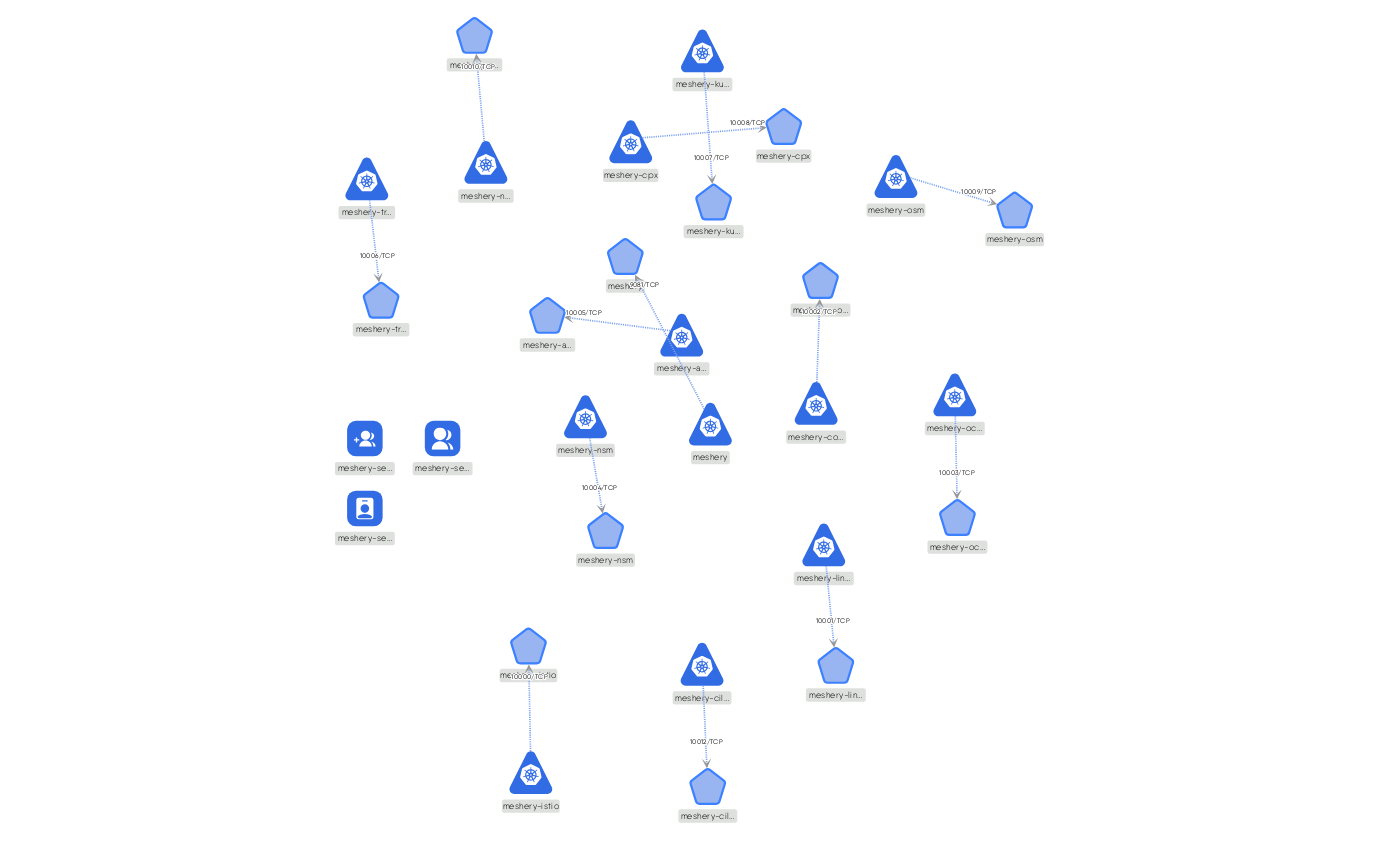 10010/TCP
meshery-ku...
10008/TCP
meshery-cpx
10007/TCP
meshery-cpx
meshery-n...
10009/TCP
meshery-tr...
meshery-osm
meshery-ku...
meshery-osm
10006/TCP
9081/TCP
10005/TCP
10002/TCP
meshery-tr...
meshery-a...
meshery-a...
meshery-oc...
meshery-co...
meshery-nsm
meshery
meshery-se...
meshery-se...
10003/TCP
10004/TCP
meshery-se...
meshery-oc...
meshery-nsm
meshery-lin...
10001/TCP
10000/TCP
meshery-lin...
meshery-cil...
10012/TCP
meshery-istio
meshery-cil...